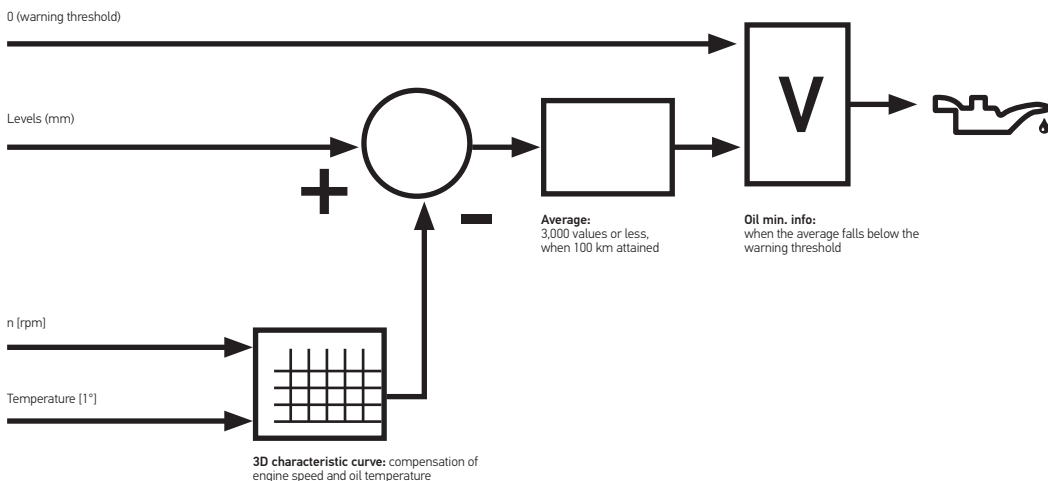 0 (warning threshold)
Levels (mm)
V
+
-
Average:
3,000 values or less,
when 100 km attained
Oil min. info:
when the average falls below the
warning threshold
n [rpm]
Temperature [1°]
3D characteristic curve: compensation of
engine speed and oil temperature